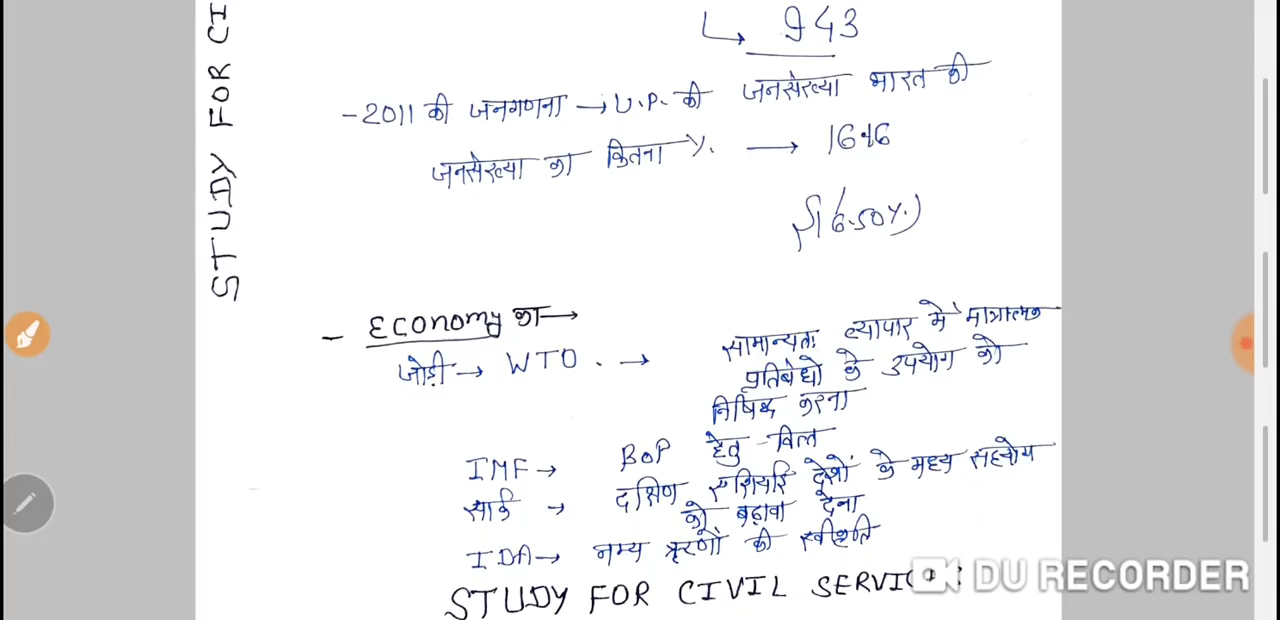 STUDY FOR CI
↳ 943
- 2011 की जनगणना → U.P. की जनसंख्या भारत की
जनसंख्या का कितना %. → 16.16
(16.50%)
- Economy का →
जोड़ी → WTO. → सामान्यतः व्यापार में मात्रात्मक
प्रतिबंधो के उपयोग को
निषिद्ध करना
IMF → BOP हेतु वित्त
सार्क → दक्षिण एशियाई देशों के मध्य सहयोग
को बढ़ावा देना
IDA → नम्य ऋणों की स्वीकृति
STUDY FOR CIVIL SERVICE
DU RECORDER